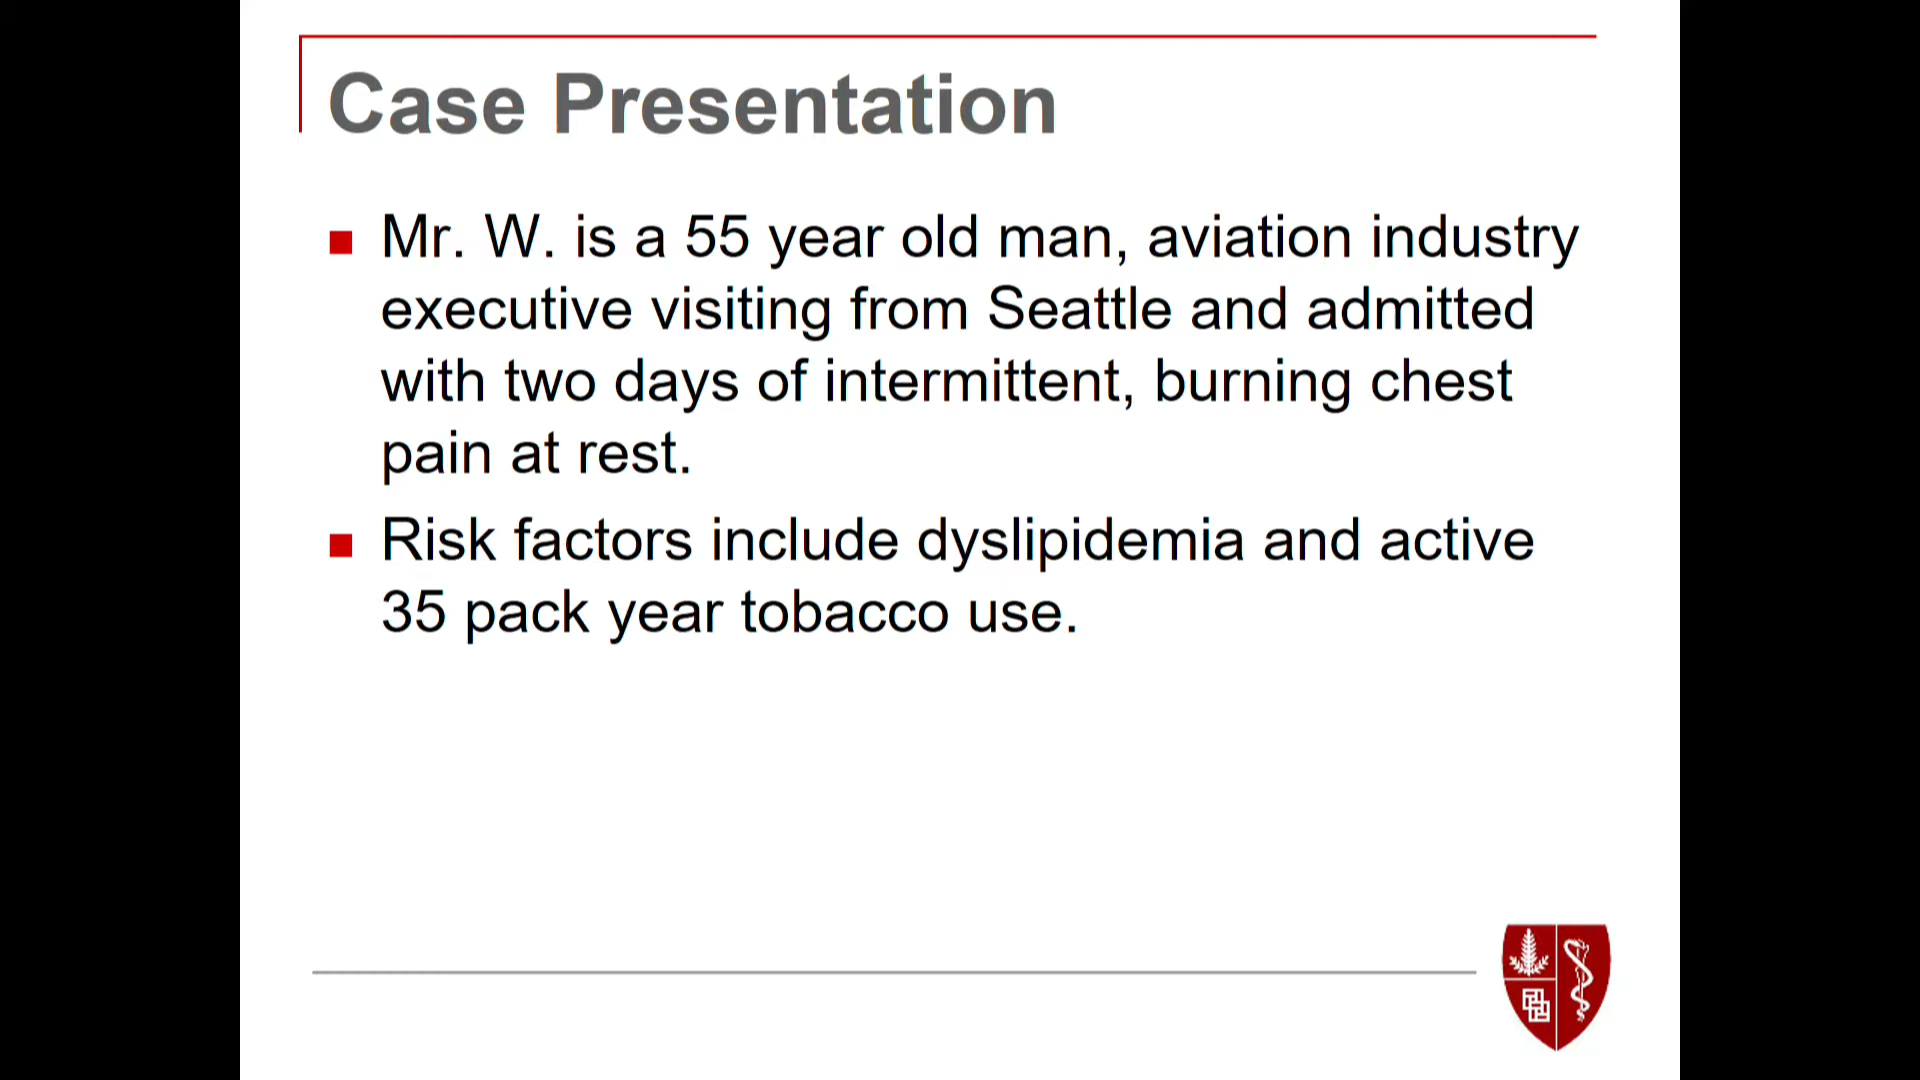 Case Presentation
Mr. W. is a 55 year old man, aviation industry
executive visiting from Seattle and admitted
with two days of intermittent, burning chest
pain at rest.
Risk factors include dyslipidemia and active
35 pack year tobacco use.